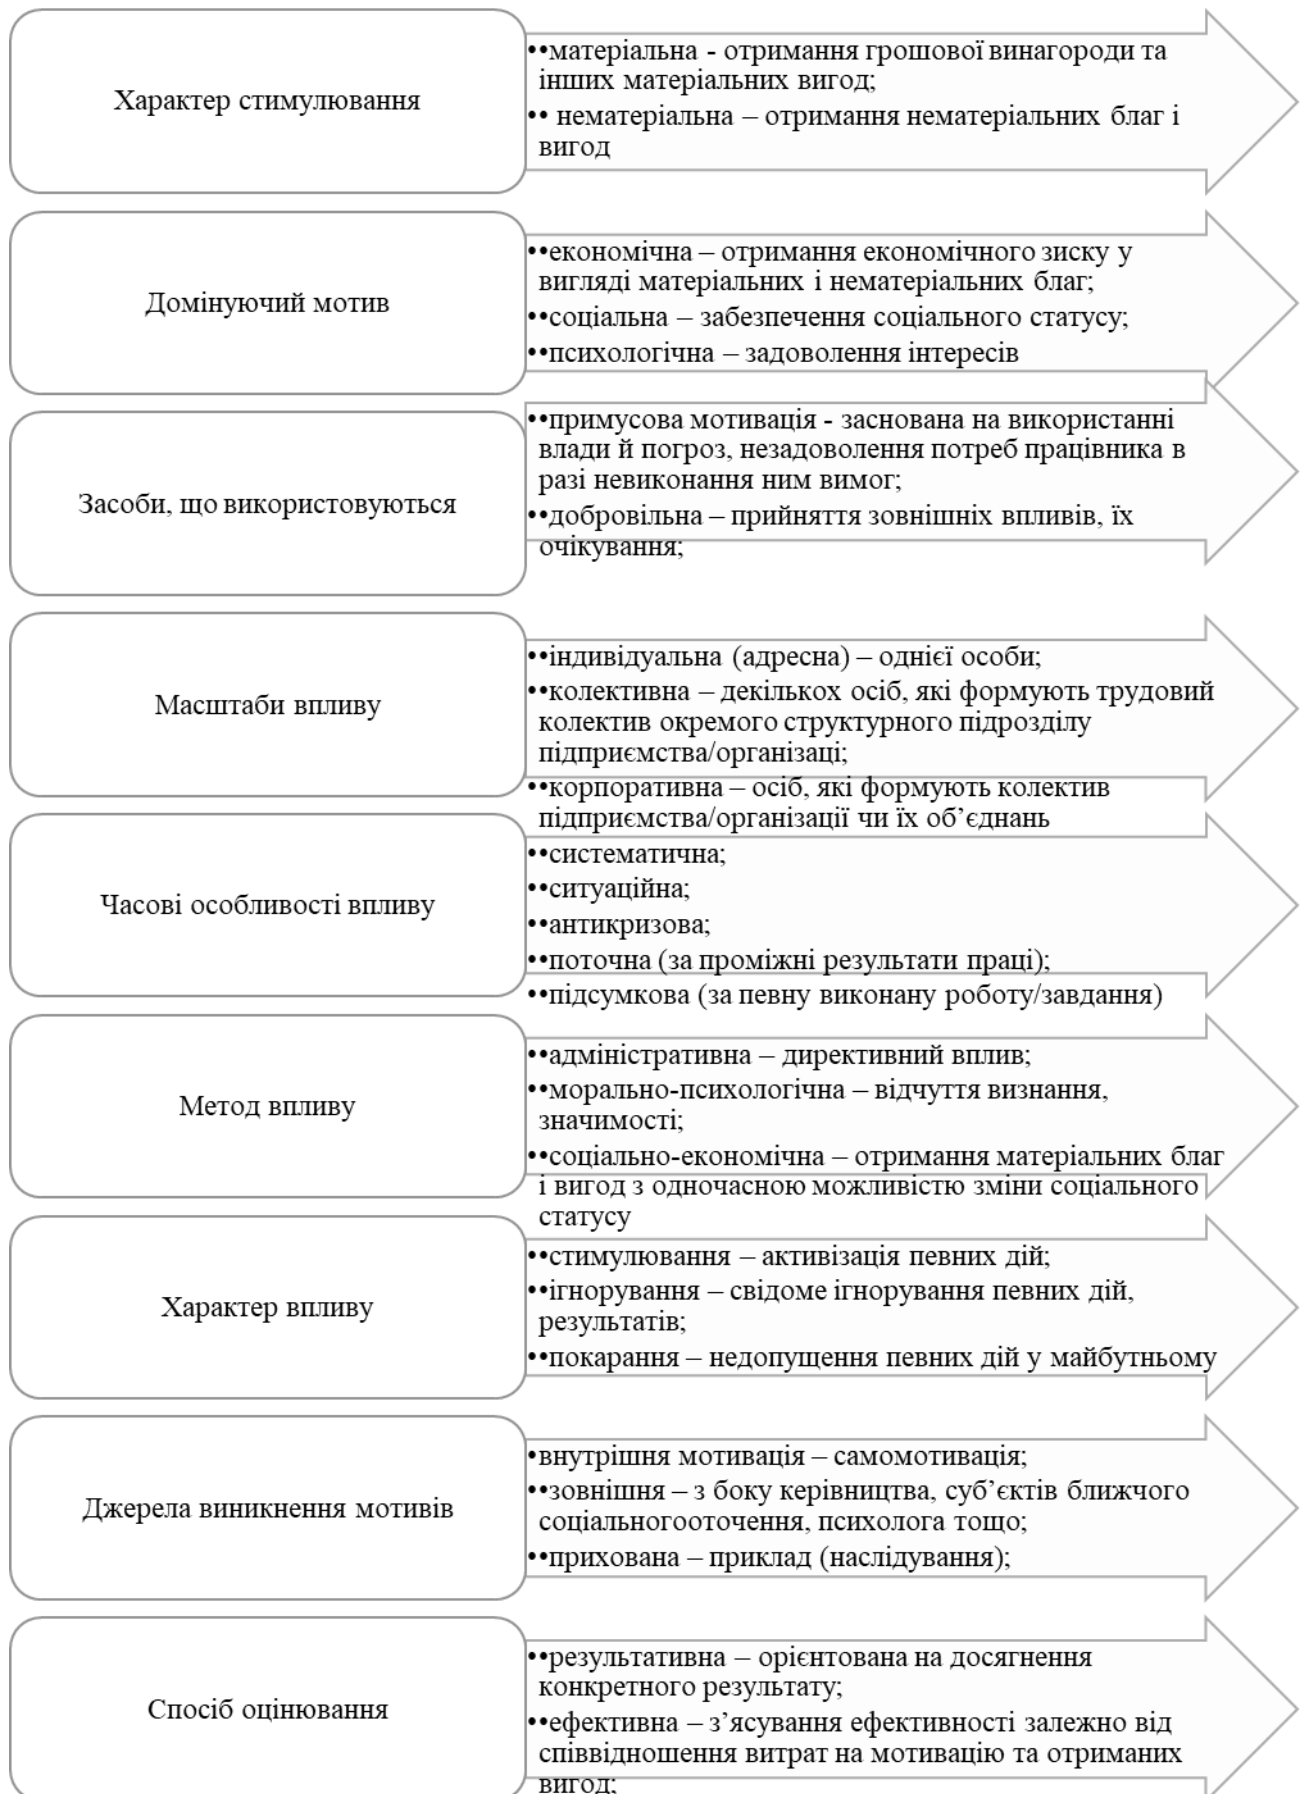 Характер стимулювання
••матеріальна - отримання грошової винагороди та
інших матеріальних вигод;
•• нематеріальна – отримання нематеріальних благ і
вигод
Домінуючий мотив
••економічна – отримання економічного зиску у
вигляді матеріальних і нематеріальних благ;
••соціальна – забезпечення соціального статусу;
••психологічна – задоволення інтересів
Засоби, що використовуються
••примусова мотивація - заснована на використанні
влади й погроз, незадоволення потреб працівника в
разі невиконання ним вимог;
••добровільна – прийняття зовнішніх впливів, їх
очікування;
Масштаби впливу
••індивідуальна (адресна) – однієї особи;
••колективна – декількох осіб, які формують трудовий
колектив окремого структурного підрозділу
підприємства/організаці;
••корпоративна – осіб, які формують колектив
підприємства/організації чи їх об’єднань
Часові особливості впливу
••систематична;
••ситуаційна;
••антикризова;
••поточна (за проміжні результати праці);
••підсумкова (за певну виконану роботу/завдання)
Метод впливу
••адміністративна – директивний вплив;
••морально-психологічна – відчуття визнання,
значимості;
••соціально-економічна – отримання матеріальних благ
і вигод з одночасною можливістю зміни соціального
статусу
Характер впливу
••стимулювання – активізація певних дій;
••ігнорування – свідоме ігнорування певних дій,
результатів;
••покарання – недопущення певних дій у майбутньому
Джерела виникнення мотивів
•внутрішня мотивація – самомотивація;
••зовнішня – з боку керівництва, суб’єктів ближчого
соціальногооточення, психолога тощо;
••прихована – приклад (наслідування);
Спосіб оцінювання
••результативна – орієнтована на досягнення
конкретного результату;
••ефективна – з’ясування ефективності залежно від
співвідношення витрат на мотивацію та отриманих
вигод;